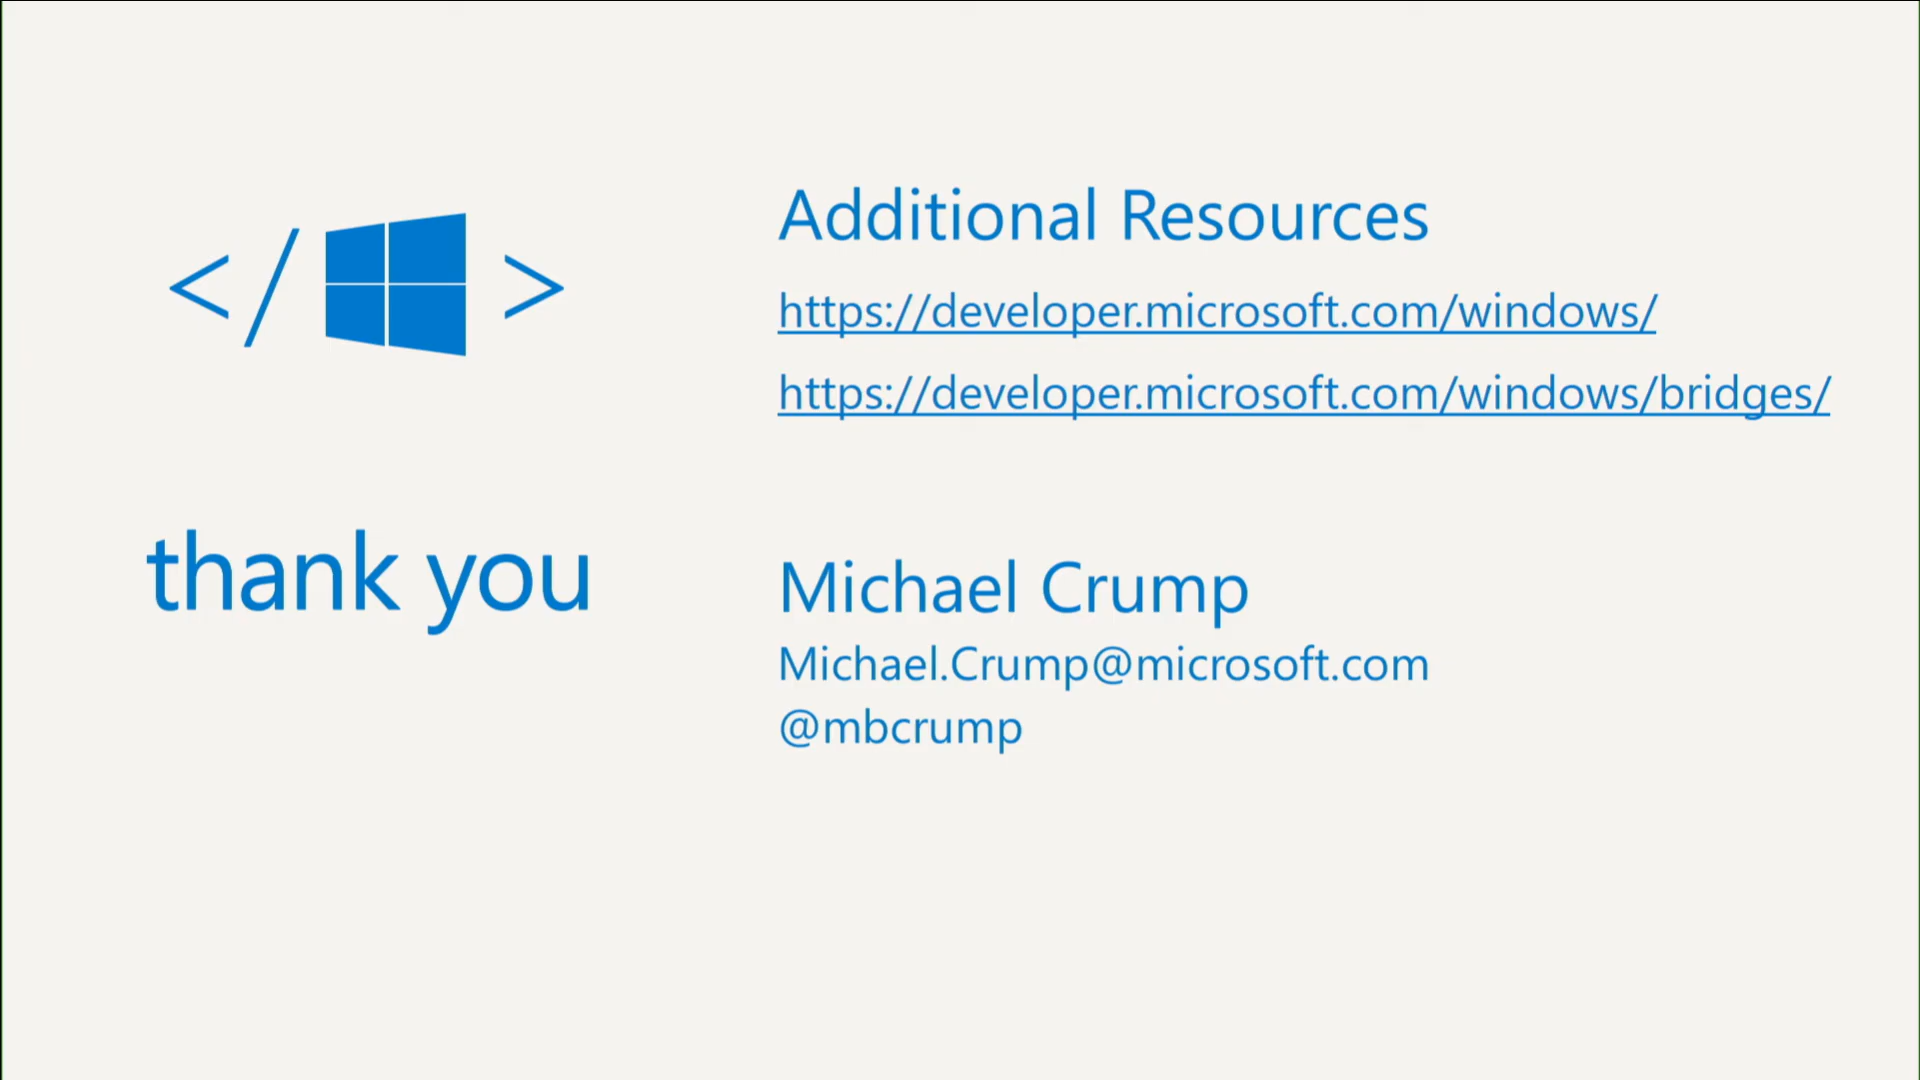 </ >
thank you
Additional Resources
https://developer.microsoft.com/windows/
https://developer.microsoft.com/windows/bridges/
Michael Crump
Michael.Crump@microsoft.com
@mbcrump